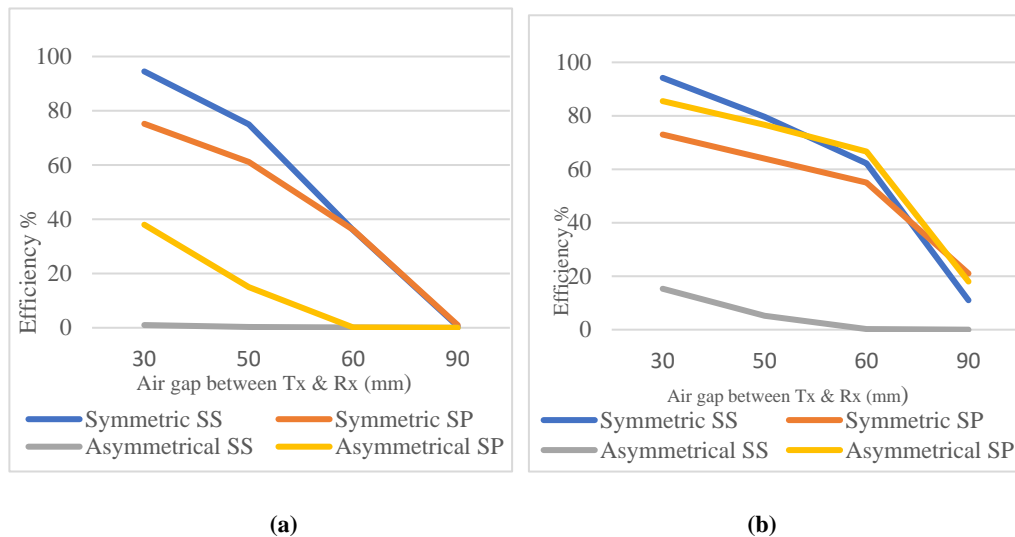 100
80
60
40
20
0
Efficiency %
30 50 60 90
Air gap between Tx & Rx (mm)
Symmetric SS Symmetric SP
Asymmetrical SS Asymmetrical SP
(a)
100
80
60
40
20
0
Efficiency %
30 50 60 90
Air gap between Tx & Rx (mm)
Symmetric SS Symmetric SP
Asymmetrical SS Asymmetrical SP
(b)